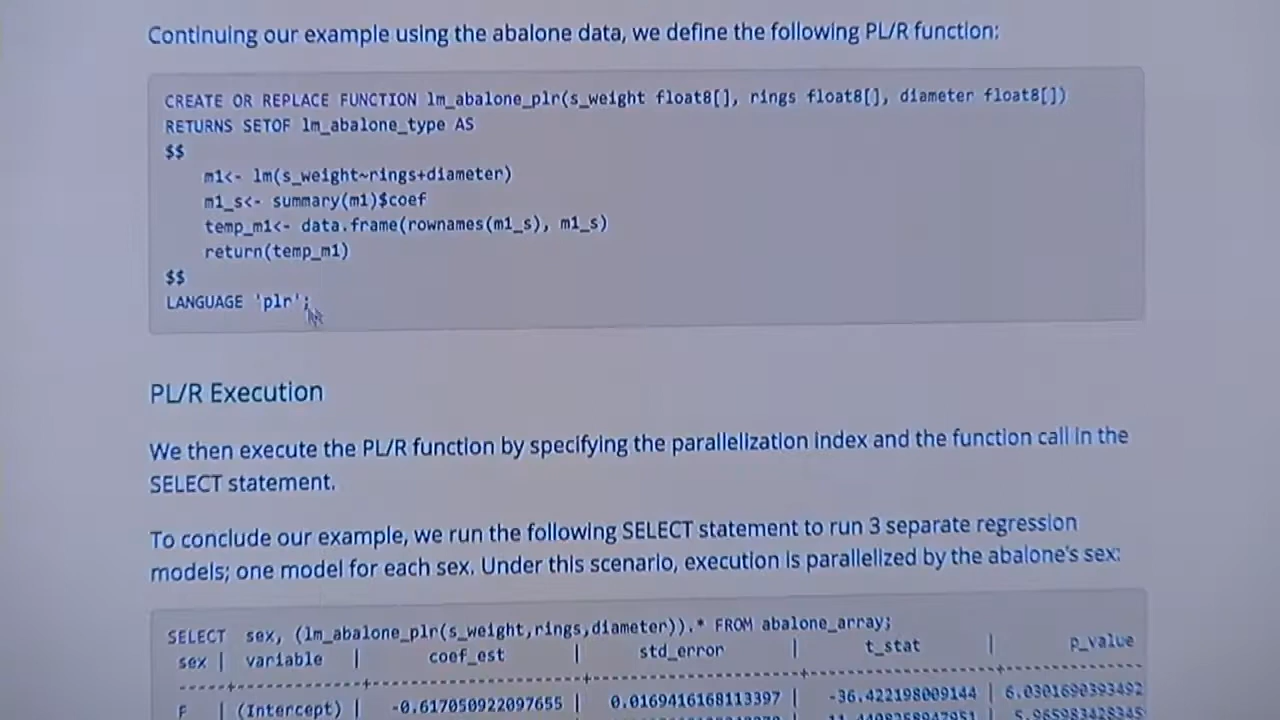 Continuing our example using the abalone data, we define the following PL/R function:
CREATE OR REPLACE FUNCTION lm_abalone_plr(s_weight float8[], rings float8[], diameter float8[])
RETURNS SETOF lm_abalone_type AS
$$
m1<- lm(s_weight~rings+diameter)
m1_s<- summary(m1)$coef
temp_m1<- data.frame(rownames(m1_s), m1_s)
return(temp_m1)
$$
LANGUAGE 'plr';
PL/R Execution
We then execute the PL/R function by specifying the parallelization index and the function call in the
SELECT statement.
To conclude our example, we run the following SELECT statement to run 3 separate regression
models; one model for each sex. Under this scenario, execution is parallelized by the abalone's sex:
SELECT sex, (lm_abalone_plr(s_weight,rings,diameter)).* FROM abalone_array;
sex | variable | coef_est | std_error | t_stat | p_value
F | (Intercept) | -0.617050922097655 | 0.0169416168113397 | -36.422198009144 | 6.0301690393492